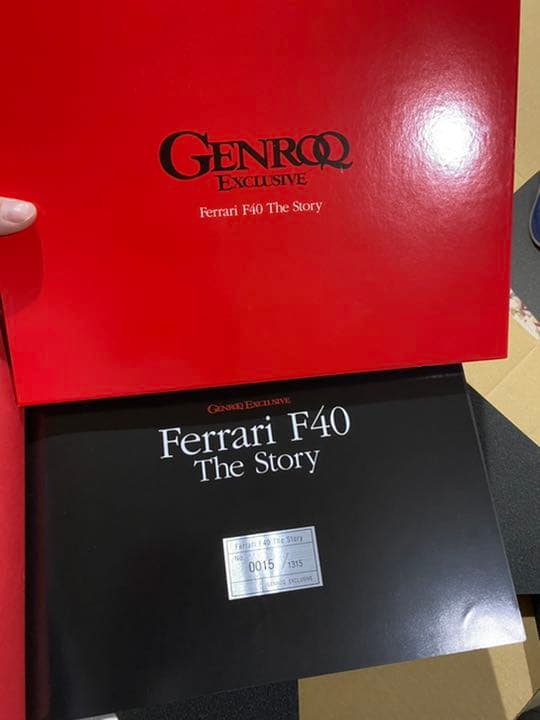 GENROQ
EXCLUSIVE
Ferrari F40 The Story
GENROQ EXCLUSIVE
Ferrari F40
The Story
Ferrari F40 The Story
No. 0015 / 1315
GENROQ EXCLUSIVE